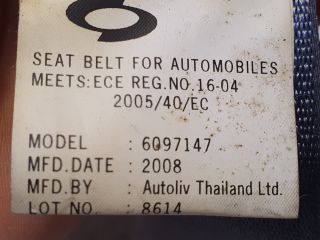 SEAT BELT FOR AUTOMOBILES
MEETS:ECE REG.NO.16-04
2005/40/EC
MODEL : 6097147
MFD.DATE : 2008
MFD.BY : Autoliv Thailand Ltd.
LOT NO. : 8614